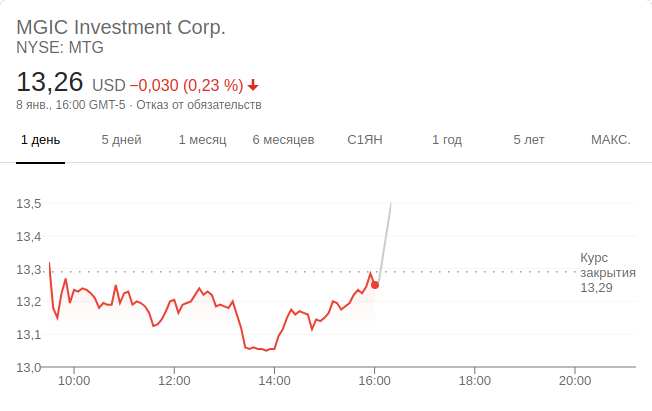 MGIC Investment Corp.
NYSE: MTG
13,26 USD −0,030 (0,23 %)
8 янв., 16:00 GMT-5 · Отказ от обязательств
1 день 5 дней 1 месяц 6 месяцев С1ЯН 1 год 5 лет МАКС.
13,5
13,4
13,3
13,2
13,1
13,0
Курс
закрытия
13,29
10:00 12:00 14:00 16:00 18:00 20:00